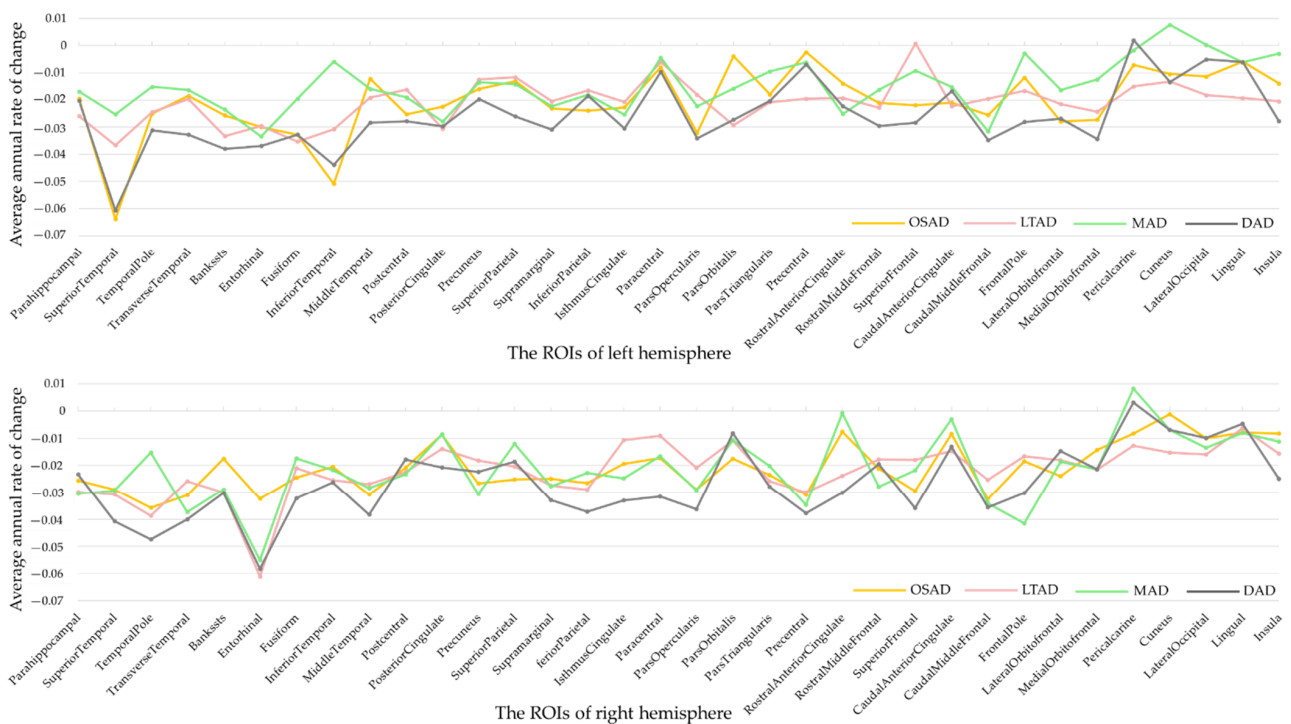 Average annual rate of change
0.01
0
−0.01
−0.02
−0.03
−0.04
−0.05
−0.06
−0.07
OSAD LTAD MAD DAD
Parahippocampal
SuperiorTemporal
TemporalPole
TransverseTemporal
Bankssts
Entorhinal
Fusiform
InferiorTemporal
MiddleTemporal
Postcentral
PosteriorCingulate
Precuneus
SuperiorParietal
Supramarginal
InferiorParietal
IsthmusCingulate
Paracentral
ParsOpercularis
ParsOrbitalis
ParsTriangularis
Precentral
RostralAnteriorCingulate
RostralMiddleFrontal
SuperiorFrontal
CaudalAnteriorCingulate
CaudalMiddleFrontal
FrontalPole
LateralOrbitofrontal
MedialOrbitofrontal
Pericalcarine
Cuneus
LateralOccipital
Lingual
Insula
The ROIs of left hemisphere
Average annual rate of change
0.01
0
−0.01
−0.02
−0.03
−0.04
−0.05
−0.06
−0.07
OSAD LTAD MAD DAD
Parahippocampal
SuperiorTemporal
TemporalPole
TransverseTemporal
Bankssts
Entorhinal
Fusiform
InferiorTemporal
MiddleTemporal
Postcentral
PosteriorCingulate
Precuneus
SuperiorParietal
Supramarginal
InferiorParietal
IsthmusCingulate
Paracentral
ParsOpercularis
ParsOrbitalis
ParsTriangularis
Precentral
RostralAnteriorCingulate
RostralMiddleFrontal
SuperiorFrontal
CaudalAnteriorCingulate
CaudalMiddleFrontal
FrontalPole
LateralOrbitofrontal
MedialOrbitofrontal
Pericalcarine
Cuneus
LateralOccipital
Lingual
Insula
The ROIs of right hemisphere